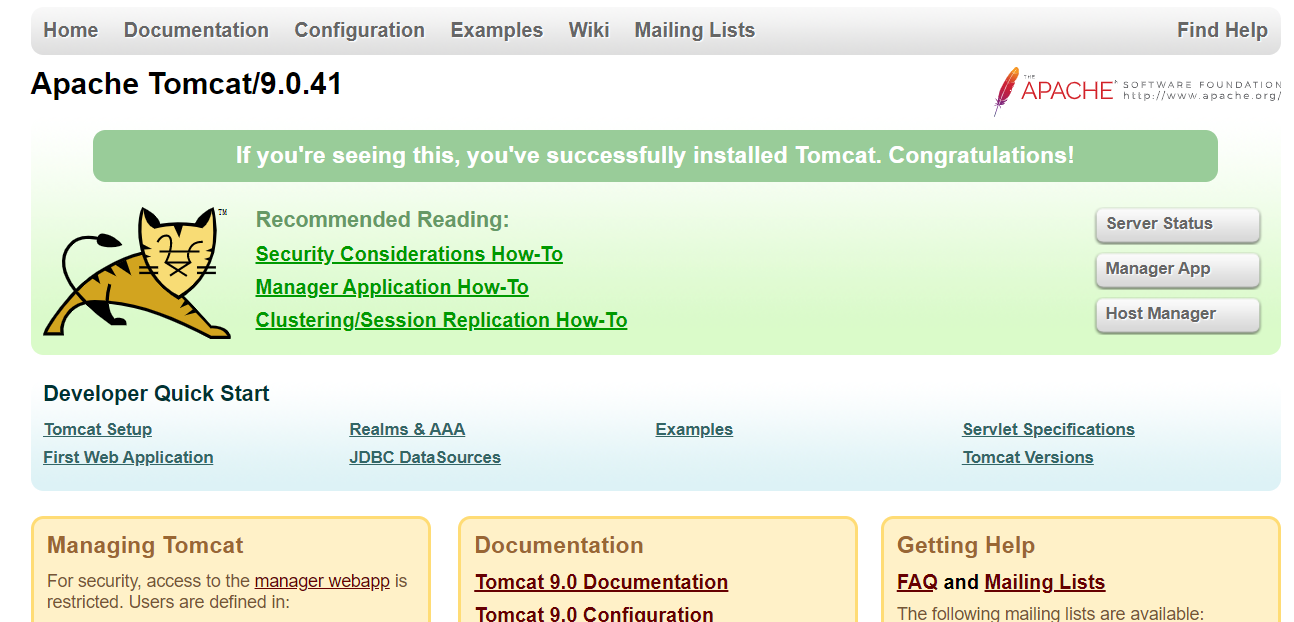 Home Documentation Configuration Examples Wiki Mailing Lists Find Help
Apache Tomcat/9.0.41
THE APACHE® SOFTWARE FOUNDATION
http://www.apache.org/
If you're seeing this, you've successfully installed Tomcat. Congratulations!
TM
Recommended Reading:
Security Considerations How-To
Manager Application How-To
Clustering/Session Replication How-To
Server Status
Manager App
Host Manager
Developer Quick Start
Tomcat Setup
First Web Application
Realms & AAA
JDBC DataSources
Examples
Servlet Specifications
Tomcat Versions
Managing Tomcat
For security, access to the manager webapp is
restricted. Users are defined in:
Documentation
Tomcat 9.0 Documentation
Tomcat 9.0 Configuration
Getting Help
FAQ and Mailing Lists
The following mailing lists are available: